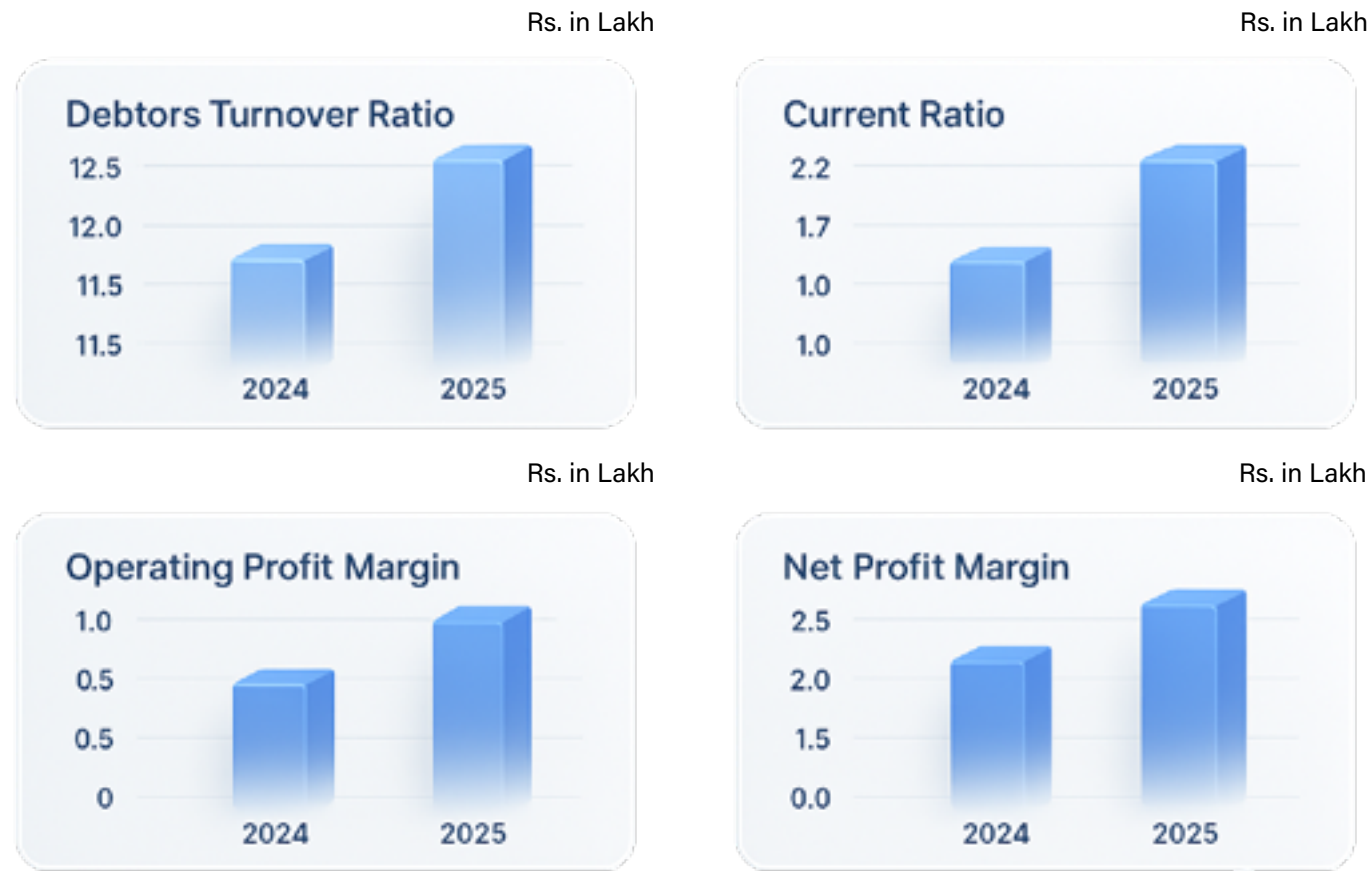 Rs. in Lakh
Debtors Turnover Ratio
12.5
12.0
11.5
11.5
2024 2025
Rs. in Lakh
Current Ratio
2.2
1.7
1.0
1.0
2024 2025
Rs. in Lakh
Operating Profit Margin
1.0
0.5
0.5
0
2024 2025
Rs. in Lakh
Net Profit Margin
2.5
2.0
1.5
0.0
2024 2025